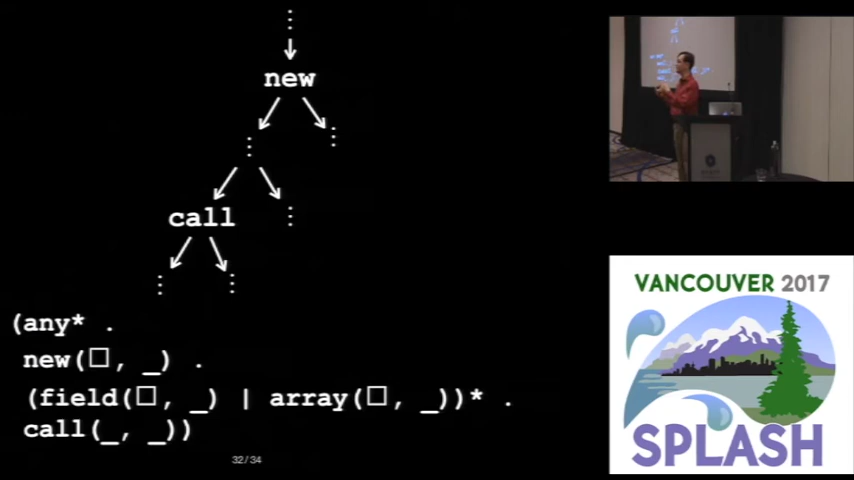 new
call
(any* .
new(□, _) .
(field(□, _) | array(□, _))* .
call(_, _))
32 / 34
VANCOUVER 2017
SPLASH